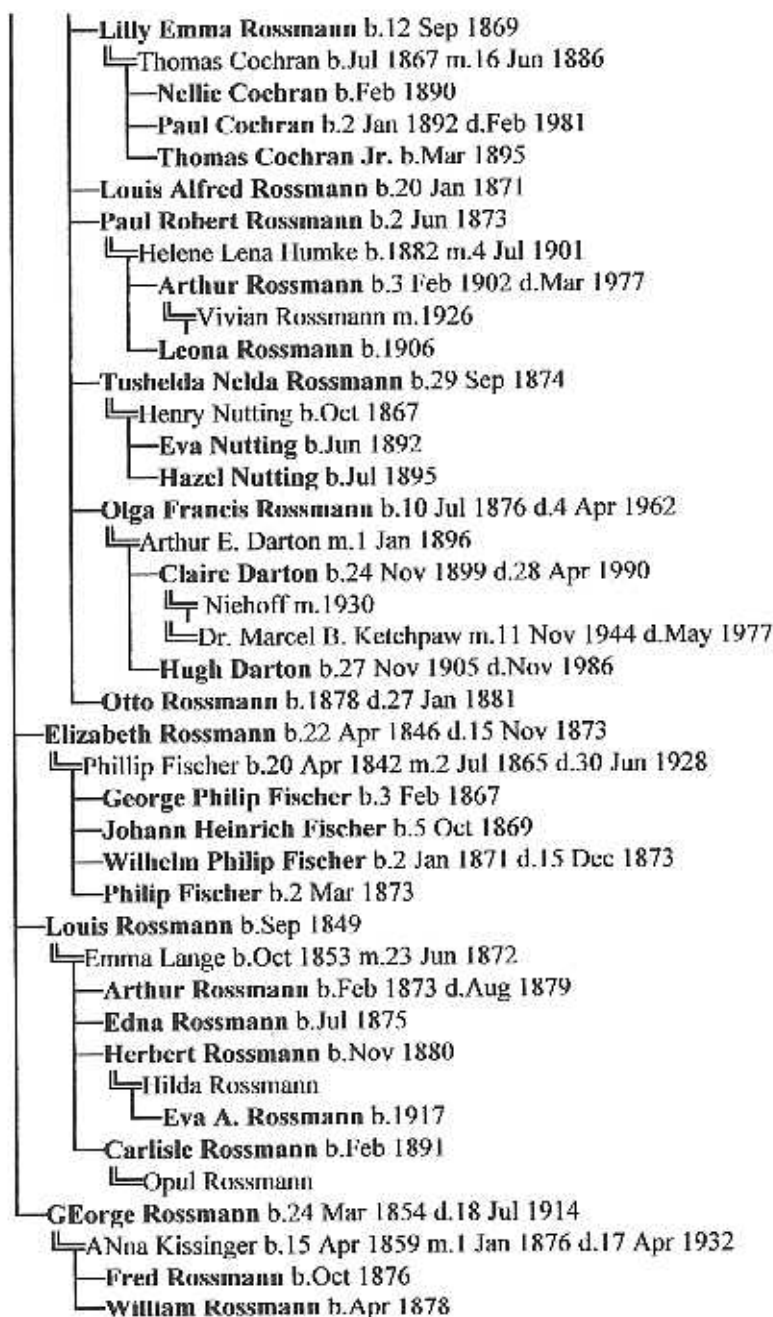 Lilly Emma Rossmann b.12 Sep 1869
Thomas Cochran b.Jul 1867 m.16 Jun 1886
Nellie Cochran b.Feb 1890
Paul Cochran b.2 Jan 1892 d.Feb 1981
Thomas Cochran Jr. b.Mar 1895
Louis Alfred Rossmann b.20 Jan 1871
Paul Robert Rossmann b.2 Jun 1873
Helene Lena Humke b.1882 m.4 Jul 1901
Arthur Rossmann b.3 Feb 1902 d.Mar 1977
Vivian Rossmann m.1926
Leona Rossmann b.1906
Tushelda Nelda Rossmann b.29 Sep 1874
Henry Nutting b.Oct 1867
Eva Nutting b.Jun 1892
Hazel Nutting b.Jul 1895
Olga Francis Rossmann b.10 Jul 1876 d.4 Apr 1962
Arthur E. Darton m.1 Jan 1896
Claire Darton b.24 Nov 1899 d.28 Apr 1990
Niehoff m.1930
Dr. Marcel B. Ketchpaw m.11 Nov 1944 d.May 1977
Hugh Darton b.27 Nov 1905 d.Nov 1986
Otto Rossmann b.1878 d.27 Jan 1881
Elizabeth Rossmann b.22 Apr 1846 d.15 Nov 1873
Phillip Fischer b.20 Apr 1842 m.2 Jul 1865 d.30 Jun 1928
George Philip Fischer b.3 Feb 1867
Johann Heinrich Fischer b.5 Oct 1869
Wilhelm Philip Fischer b.2 Jan 1871 d.15 Dec 1873
Philip Fischer b.2 Mar 1873
Louis Rossmann b.Sep 1849
Emma Lange b.Oct 1853 m.23 Jun 1872
Arthur Rossmann b.Feb 1873 d.Aug 1879
Edna Rossmann b.Jul 1875
Herbert Rossmann b.Nov 1880
Hilda Rossmann
Eva A. Rossmann b.1917
Carlisle Rossmann b.Feb 1891
Opul Rossmann
GEorge Rossmann b.24 Mar 1854 d.18 Jul 1914
ANna Kissinger b.15 Apr 1859 m.1 Jan 1876 d.17 Apr 1932
Fred Rossmann b.Oct 1876
William Rossmann b.Apr 1878